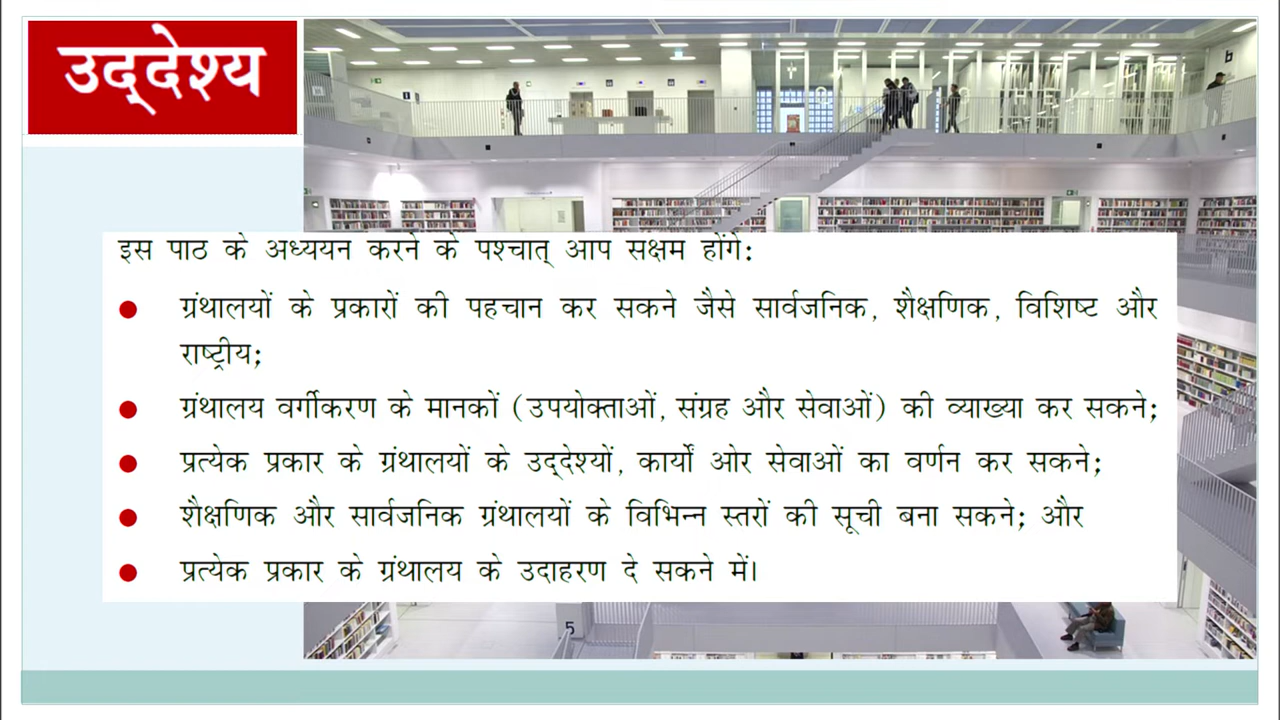 उद्देश्य
इस पाठ के अध्ययन करने के पश्चात् आप सक्षम होंगे:
● ग्रंथालयों के प्रकारों की पहचान कर सकने जैसे सार्वजनिक, शैक्षणिक, विशिष्ट और
राष्ट्रीय;
● ग्रंथालय वर्गीकरण के मानकों (उपयोक्ताओं, संग्रह और सेवाओं) की व्याख्या कर सकने;
● प्रत्येक प्रकार के ग्रंथालयों के उद्देश्यों, कार्यों ओर सेवाओं का वर्णन कर सकने;
● शैक्षणिक और सार्वजनिक ग्रंथालयों के विभिन्न स्तरों की सूची बना सकने; और
● प्रत्येक प्रकार के ग्रंथालय के उदाहरण दे सकने में।
5